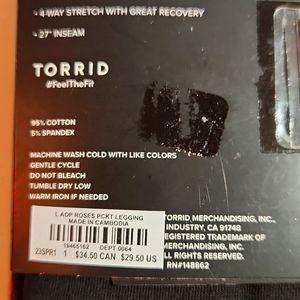 • 4-WAY STRETCH WITH GREAT RECOVERY
• 27" INSEAM
TORRID
#FeelTheFit
95% COTTON
5% SPANDEX
MACHINE WASH COLD WITH LIKE COLORS
GENTLE CYCLE
DO NOT BLEACH
TUMBLE DRY LOW
WARM IRON IF NEEDED
L AOP ROSES PCKT LEGGING
MADE IN CAMBODIA
19465162 DEPT 0064
23SPR1 1 $34.50 CAN $29.50 US
TORRID MERCHANDISING, INC.,
INDUSTRY, CA 91748
REGISTERED TRADEMARK OF
MERCHANDISING, INC.
ALL RIGHTS RESERVED.
RN#148862